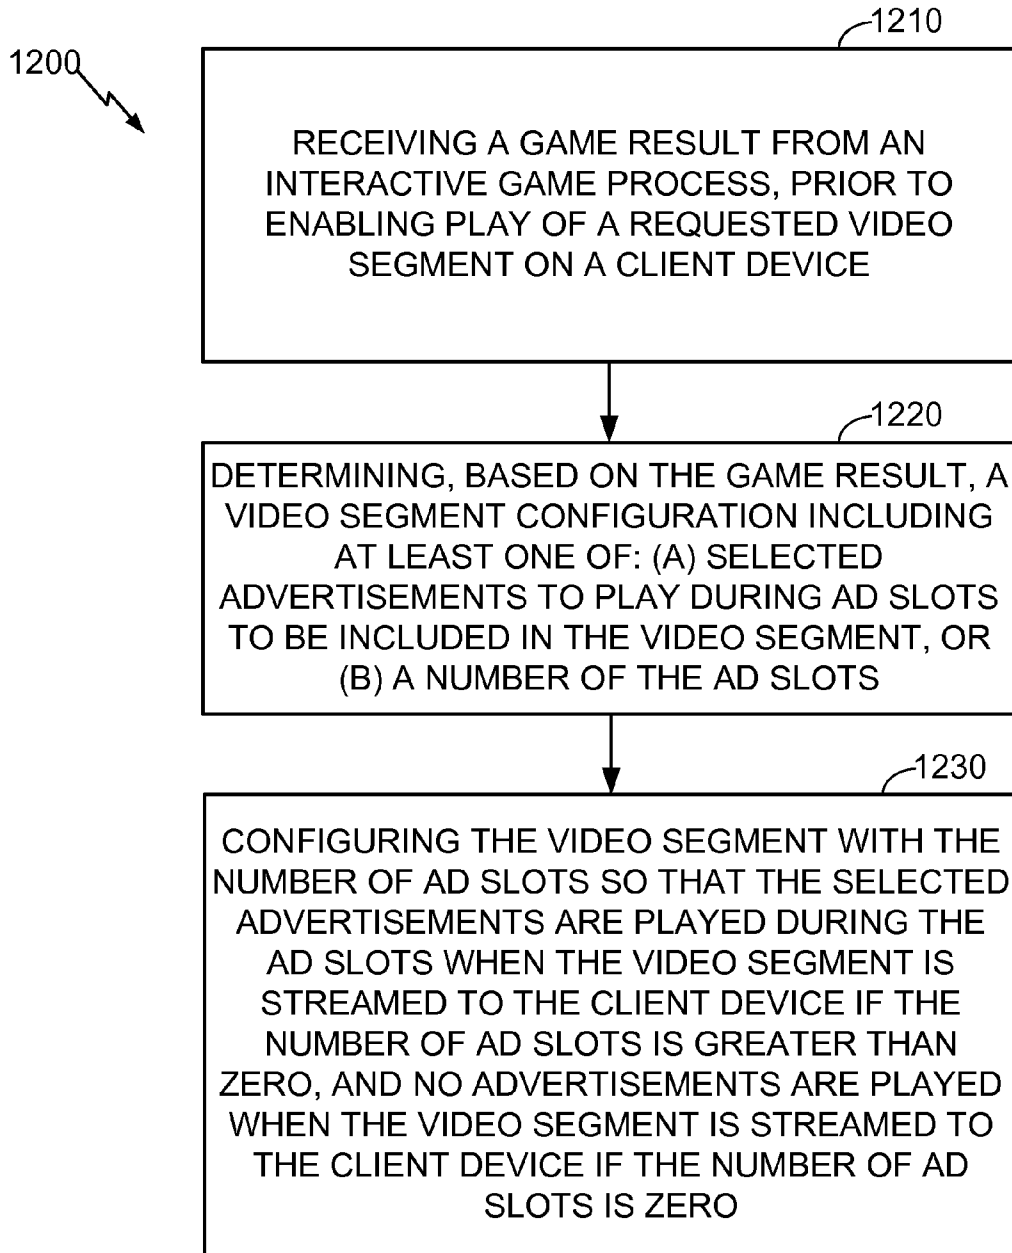 1200
1210
RECEIVING A GAME RESULT FROM AN
INTERACTIVE GAME PROCESS, PRIOR TO
ENABLING PLAY OF A REQUESTED VIDEO
SEGMENT ON A CLIENT DEVICE
1220
DETERMINING, BASED ON THE GAME RESULT, A
VIDEO SEGMENT CONFIGURATION INCLUDING
AT LEAST ONE OF: (A) SELECTED
ADVERTISEMENTS TO PLAY DURING AD SLOTS
TO BE INCLUDED IN THE VIDEO SEGMENT, OR
(B) A NUMBER OF THE AD SLOTS
1230
CONFIGURING THE VIDEO SEGMENT WITH THE
NUMBER OF AD SLOTS SO THAT THE SELECTED
ADVERTISEMENTS ARE PLAYED DURING THE
AD SLOTS WHEN THE VIDEO SEGMENT IS
STREAMED TO THE CLIENT DEVICE IF THE
NUMBER OF AD SLOTS IS GREATER THAN
ZERO, AND NO ADVERTISEMENTS ARE PLAYED
WHEN THE VIDEO SEGMENT IS STREAMED TO
THE CLIENT DEVICE IF THE NUMBER OF AD
SLOTS IS ZERO